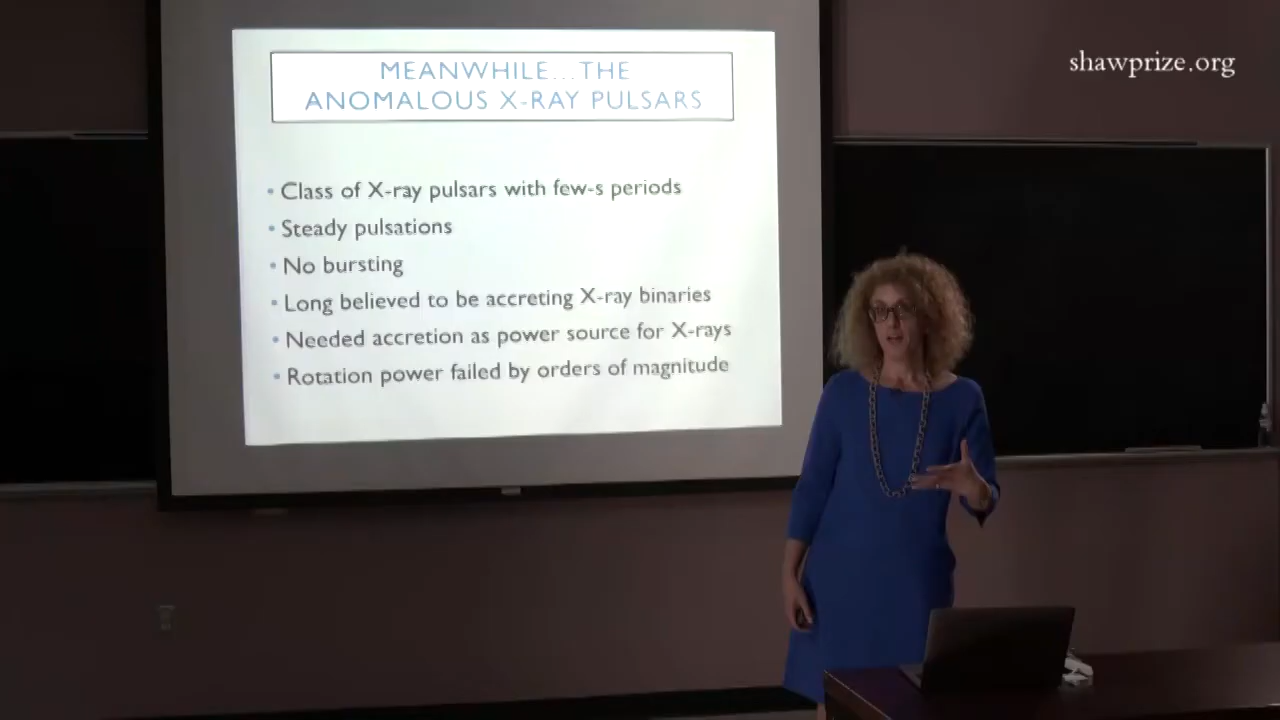 shawprize.org
MEANWHILE...THE
ANOMALOUS X-RAY PULSARS
• Class of X-ray pulsars with few-s periods
• Steady pulsations
• No bursting
• Long believed to be accreting X-ray binaries
• Needed accretion as power source for X-rays
• Rotation power failed by orders of magnitude